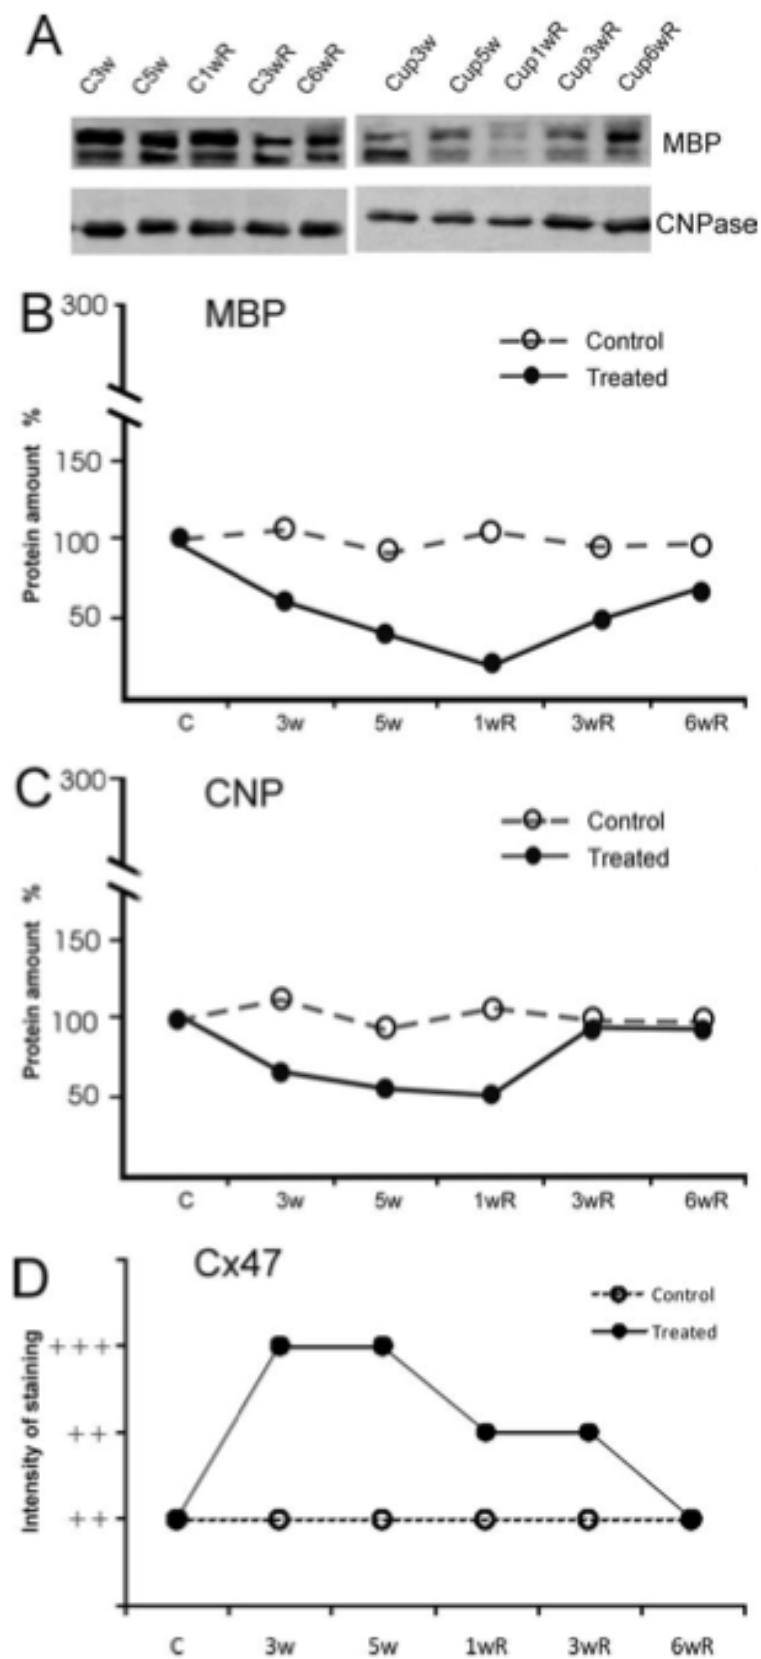 A
C3w C5w C1wR C3wR C6wR Cup3w Cup5w Cup1wR Cup3wR Cup6wR
MBP
CNPase
B
MBP
300
150
100
50
Protein amount %
Control
Treated
C 3w 5w 1wR 3wR 6wR
C
CNP
300
150
100
50
Protein amount %
Control
Treated
C 3w 5w 1wR 3wR 6wR
D
Cx47
+++
++
++
Intensity of staining
Control
Treated
C 3w 5w 1wR 3wR 6wR